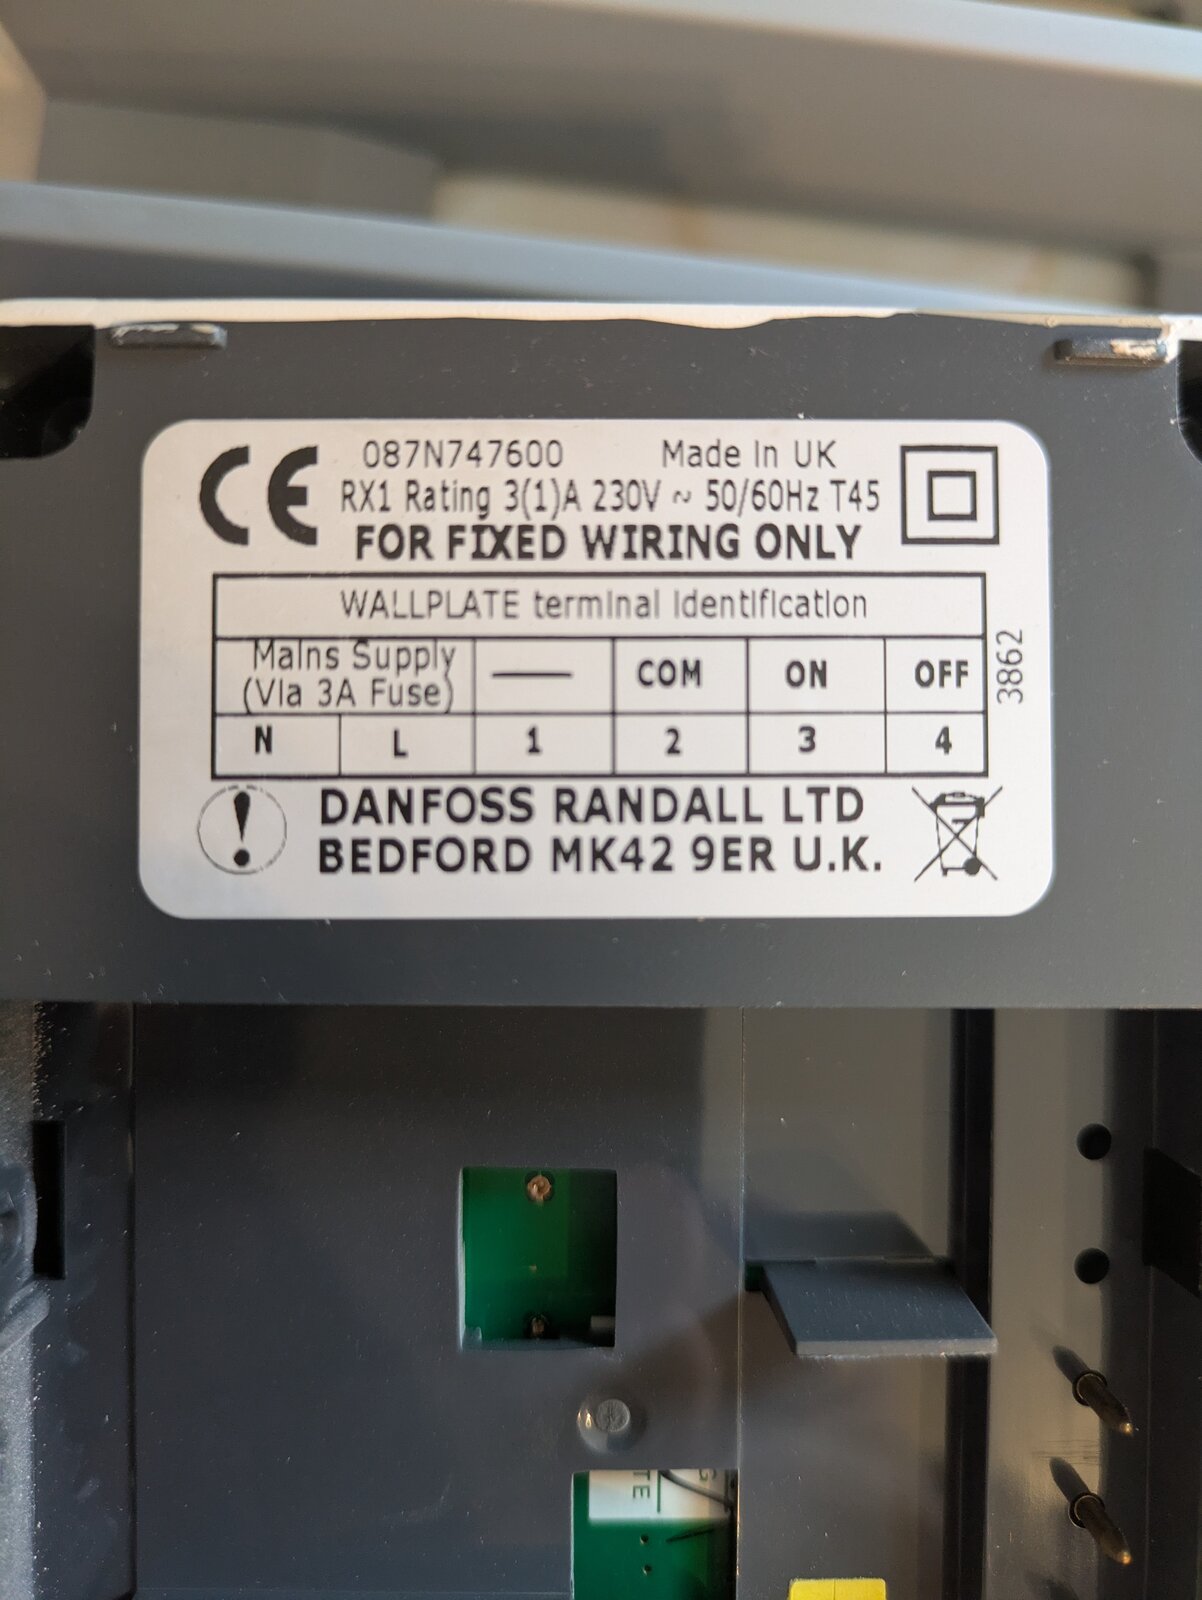 CE 087N747600 Made In UK
RX1 Rating 3(1)A 230V ~ 50/60Hz T45
FOR FIXED WIRING ONLY
WALLPLATE terminal identification
Mains Supply — COM ON OFF
(Via 3A Fuse)
N L 1 2 3 4
3862
DANFOSS RANDALL LTD
BEDFORD MK42 9ER U.K.
G
TE